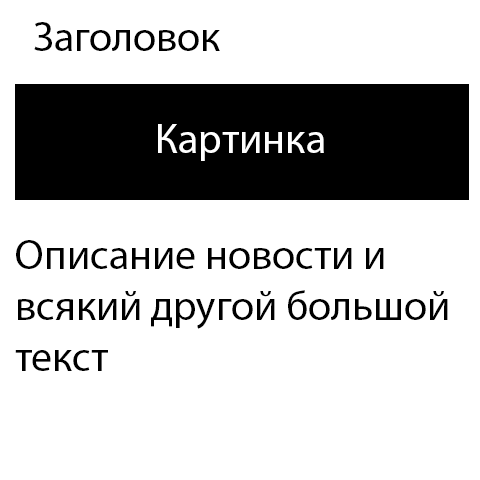 Заголовок
Картинка
Описание новости и
всякий другой большой
текст